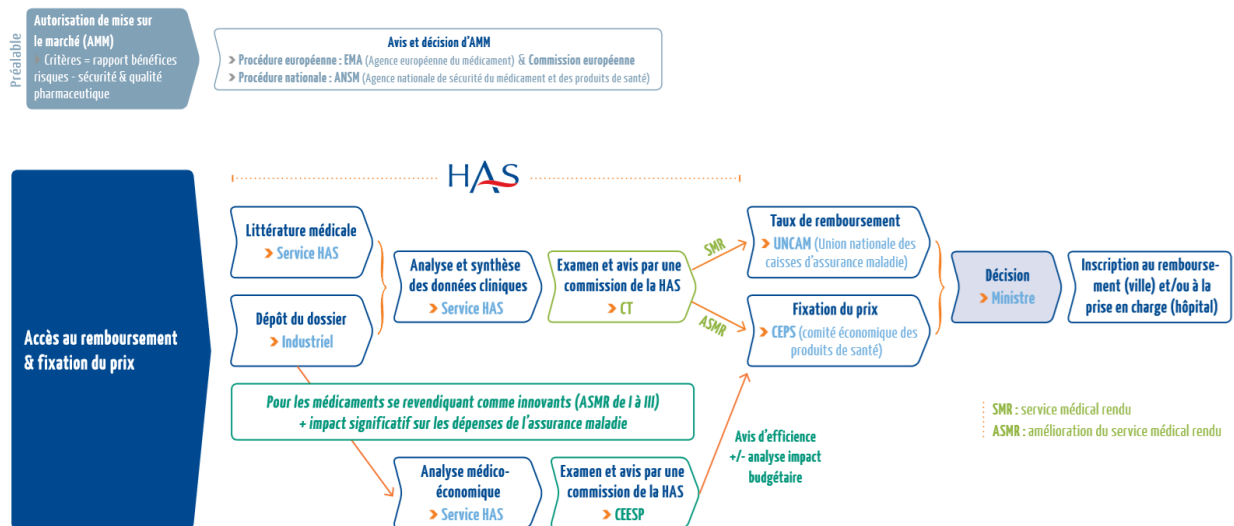 Préalable
Autorisation de mise sur
le marché (AMM)
> Critères = rapport bénéfices
risques - sécurité & qualité
pharmaceutique
Avis et décision d'AMM
> Procédure européenne : EMA (Agence européenne du médicament) & Commission européenne
> Procédure nationale : ANSM (Agence nationale de sécurité du médicament et des produits de santé)
HAS
Accès au remboursement
& fixation du prix
Littérature médicale
> Service HAS
Dépôt du dossier
> Industriel
Analyse et synthèse
des données cliniques
> Service HAS
Examen et avis par une
commission de la HAS
> CT
SMR
ASMR
Taux de remboursement
> UNCAM (Union nationale des
caisses d'assurance maladie)
Fixation du prix
> CEPS (comité économique des
produits de santé)
Décision
> Ministre
Inscription au rembourse-
ment (ville) et/ou à la
prise en charge (hôpital)
Pour les médicaments se revendiquant comme innovants (ASMR de I à III)
+ impact significatif sur les dépenses de l'assurance maladie
Analyse médico-
économique
> Service HAS
Examen et avis par une
commission de la HAS
> CEESP
Avis d'efficience
+/- analyse impact
budgétaire
SMR : service médical rendu
ASMR : amélioration du service médical rendu